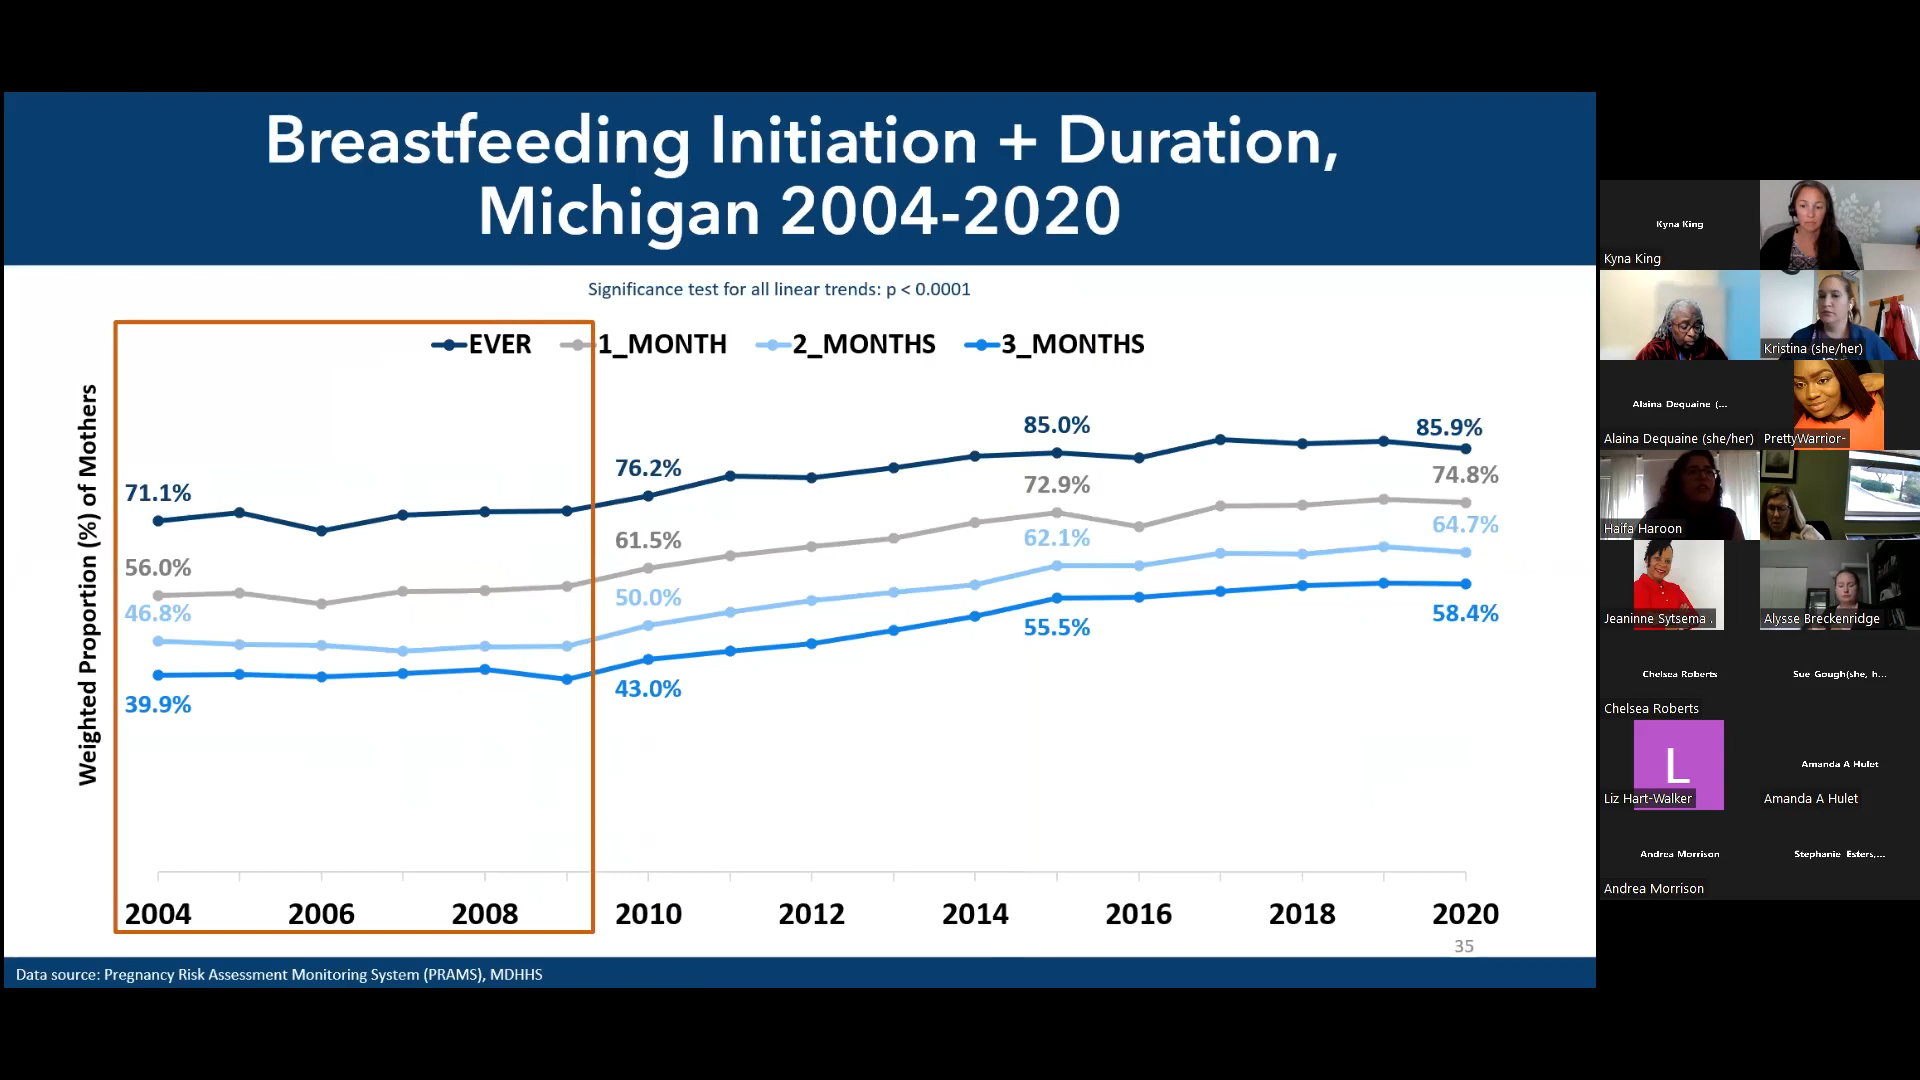 Breastfeeding Initiation + Duration,
Michigan 2004-2020
Significance test for all linear trends: p < 0.0001
EVER 1_MONTH 2_MONTHS 3_MONTHS
Weighted Proportion (%) of Mothers
71.1% 76.2% 85.0% 85.9%
56.0% 61.5% 72.9% 74.8%
46.8% 50.0% 62.1% 64.7%
39.9% 43.0% 55.5% 58.4%
2004 2006 2008 2010 2012 2014 2016 2018 2020
35
Data source: Pregnancy Risk Assessment Monitoring System (PRAMS), MDHHS
Kyna King
Kyna King
Kristina (she/her)
Alaina Dequaine (...
Alaina Dequaine (she/her)
PrettyWarrior-
Haifa Haroon
Jeaninne Sytsema .
Alysse Breckenridge
Chelsea Roberts
Chelsea Roberts
Sue Gough(she, h...
L
Liz Hart-Walker
Amanda A Hulet
Amanda A Hulet
Andrea Morrison
Andrea Morrison
Stephanie Esters,...